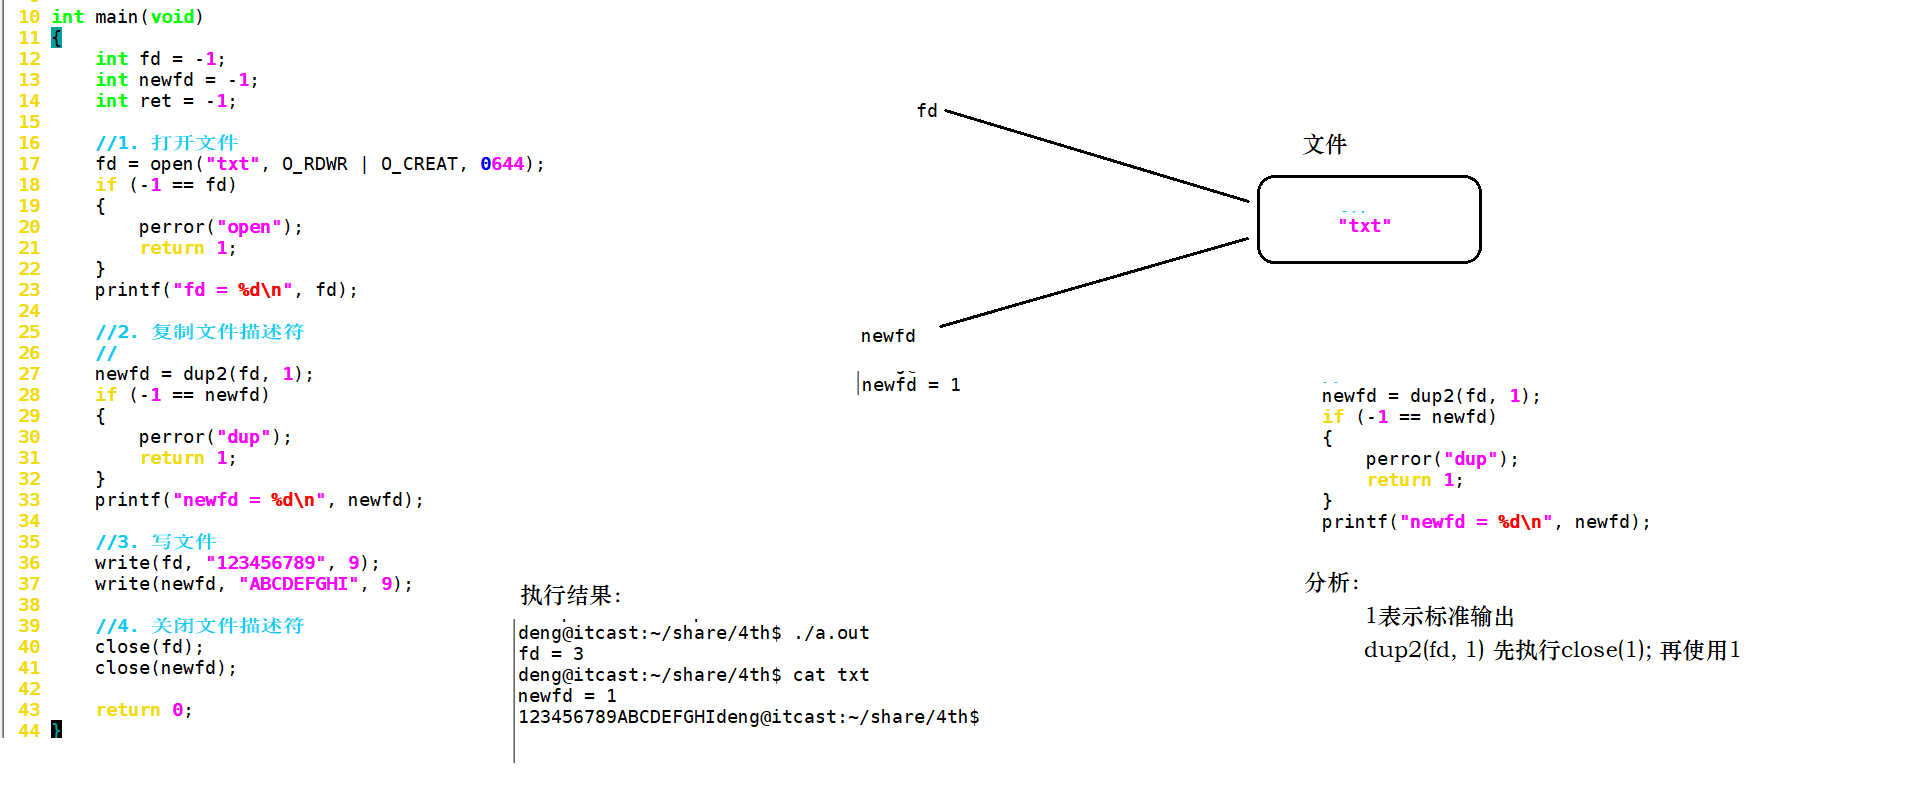 10 int main(void)
11 {
12     int fd = -1;
13     int newfd = -1;
14     int ret = -1;
15
16     //1. 打开文件
17     fd = open("txt", O_RDWR | O_CREAT, 0644);
18     if (-1 == fd)
19     {
20         perror("open");
21         return 1;
22     }
23     printf("fd = %d\n", fd);
24
25     //2. 复制文件描述符
26     //
27     newfd = dup2(fd, 1);
28     if (-1 == newfd)
29     {
30         perror("dup");
31         return 1;
32     }
33     printf("newfd = %d\n", newfd);
34
35     //3. 写文件
36     write(fd, "123456789", 9);
37     write(newfd, "ABCDEFGHI", 9);
38
39     //4. 关闭文件描述符
40     close(fd);
41     close(newfd);
42
43     return 0;
44 }
执行结果：
deng@itcast:~/share/4th$ ./a.out
fd = 3
deng@itcast:~/share/4th$ cat txt
newfd = 1
123456789ABCDEFGHIdeng@itcast:~/share/4th$
fd
文件
"txt"
newfd
newfd = 1
newfd = dup2(fd, 1);
if (-1 == newfd)
{
    perror("dup");
    return 1;
}
printf("newfd = %d\n", newfd);
分析：
1表示标准输出
dup2(fd, 1) 先执行close(1); 再使用1